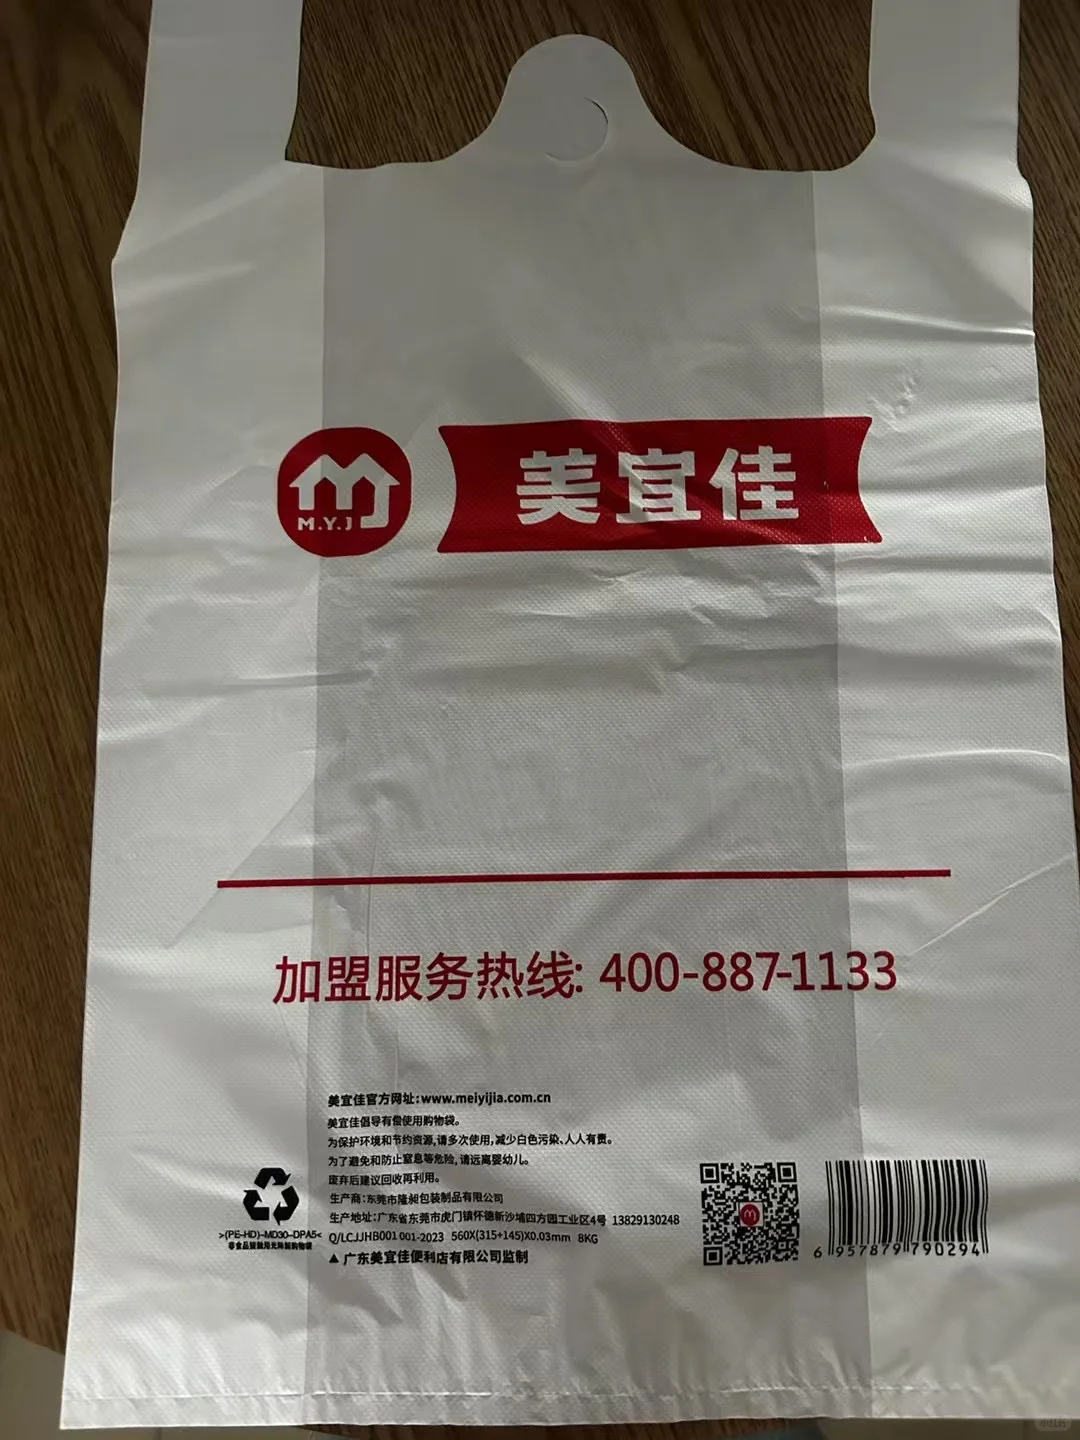 M.Y.J
美宜佳
加盟服务热线: 400-887-1133
美宜佳官方网址:www.meiyijia.com.cn
美宜佳倡导有偿使用购物袋。
为保护环境和节约资源,请多次使用,减少白色污染、人人有责。
为了避免和防止窒息等危险,请远离婴幼儿。
废弃后建议回收再利用。
生产商:东莞市隆昶包装制品有限公司
生产地址:广东省东莞市虎门镇怀德新沙埔四方园工业区4号 13829130248
Q/LCJJHB001 001-2023 560X(315+145)X0.03mm 8KG
▲广东美宜佳便利店有限公司监制
>(PE-HD)-MD30-DPA5<
6 957879 790294